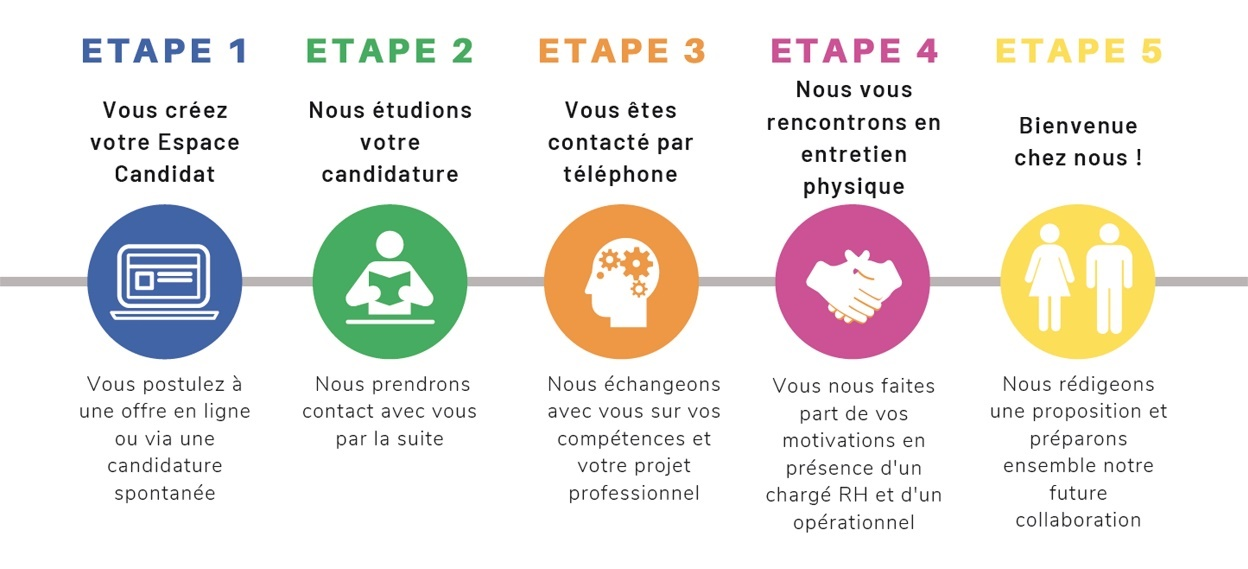 ETAPE 1
Vous créez
votre Espace
Candidat
Vous postulez à
une offre en ligne
ou via une
candidature
spontanée
ETAPE 2
Nous étudions
votre
candidature
Nous prendrons
contact avec vous
par la suite
ETAPE 3
Vous êtes
contacté par
téléphone
Nous échangeons
avec vous sur vos
compétences et
votre projet
professionnel
ETAPE 4
Nous vous
rencontrons en
entretien
physique
Vous nous faites
part de vos
motivations en
présence d'un
chargé RH et d'un
opérationnel
ETAPE 5
Bienvenue
chez nous !
Nous rédigeons
une proposition et
préparons
ensemble notre
future
collaboration